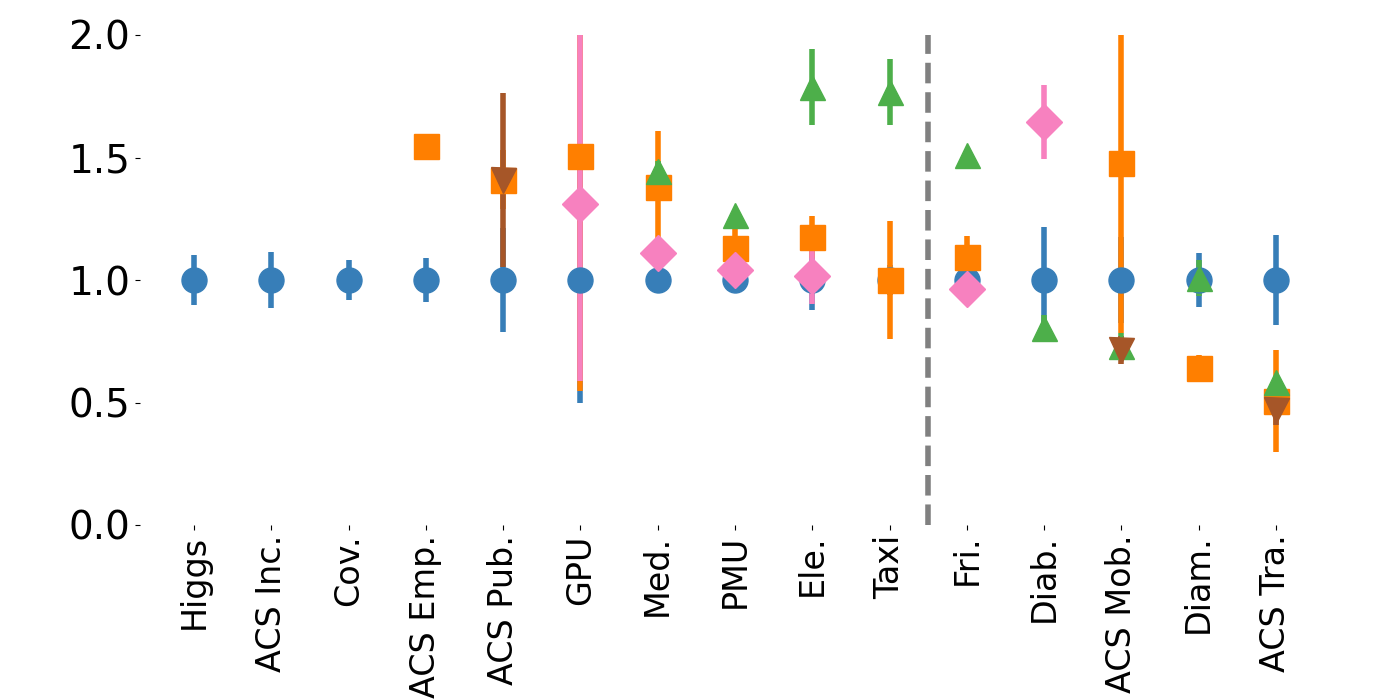 2.0
1.5
1.0
0.5
0.0
Higgs
ACS Inc.
Cov.
ACS Emp.
ACS Pub.
GPU
Med.
PMU
Ele.
Taxi
Fri.
Diab.
ACS Mob.
Diam.
ACS Tra.